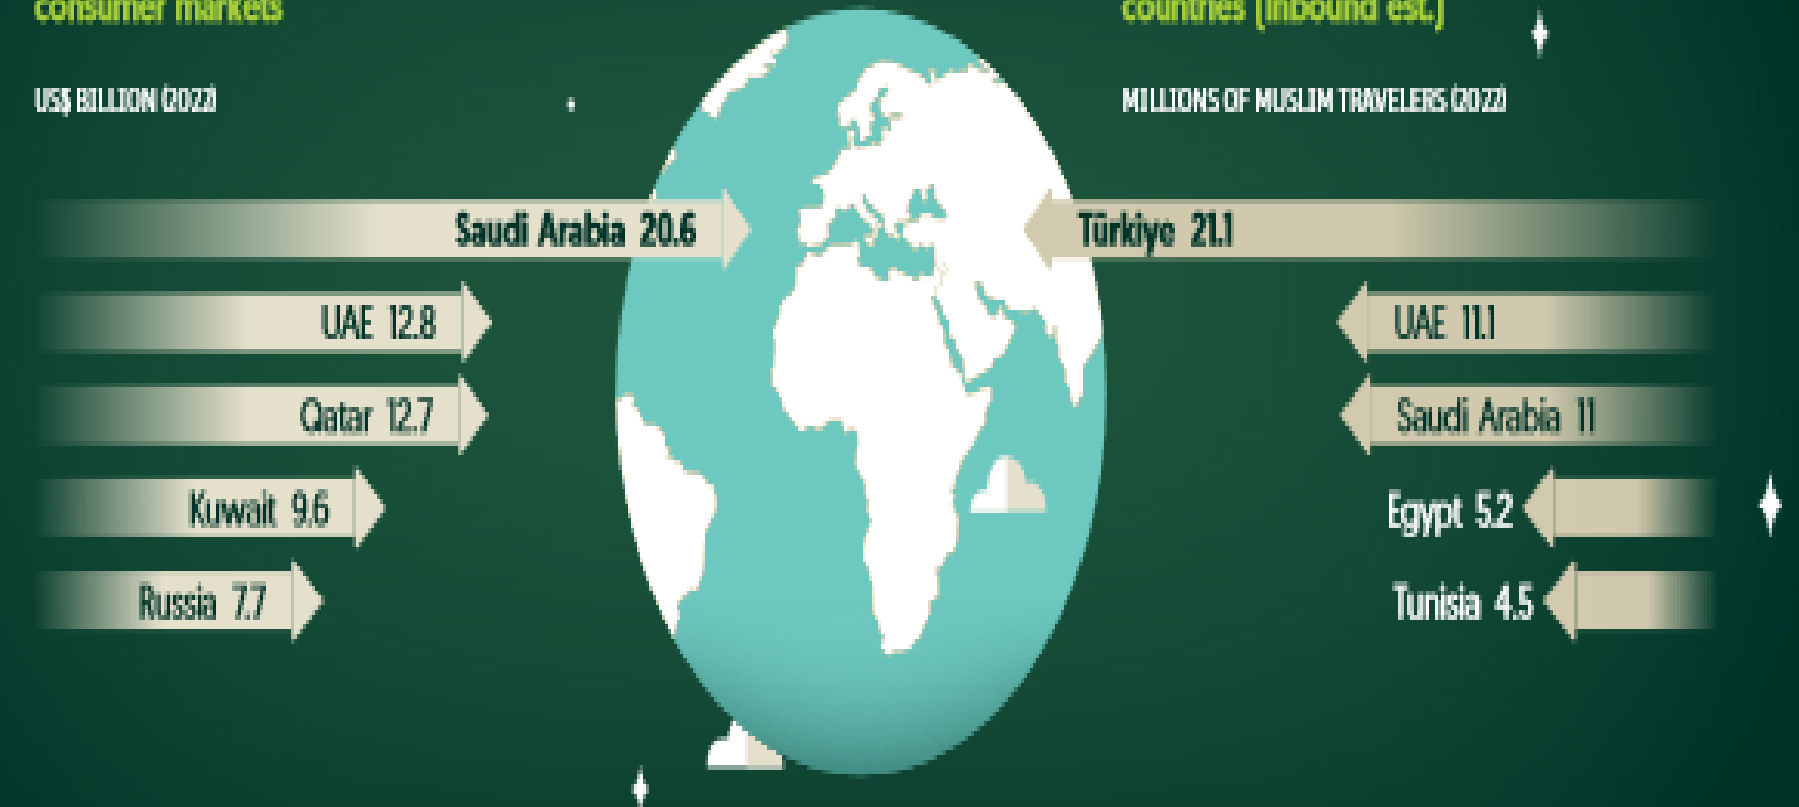 consumer markets
US$ BILLION (2022)
Saudi Arabia 20.6
UAE 12.8
Qatar 12.7
Kuwait 9.6
Russia 7.7
countries (inbound est.)
MILLIONS OF MUSLIM TRAVELERS (2022)
Türkiye 21.1
UAE 11.1
Saudi Arabia 11
Egypt 5.2
Tunisia 4.5